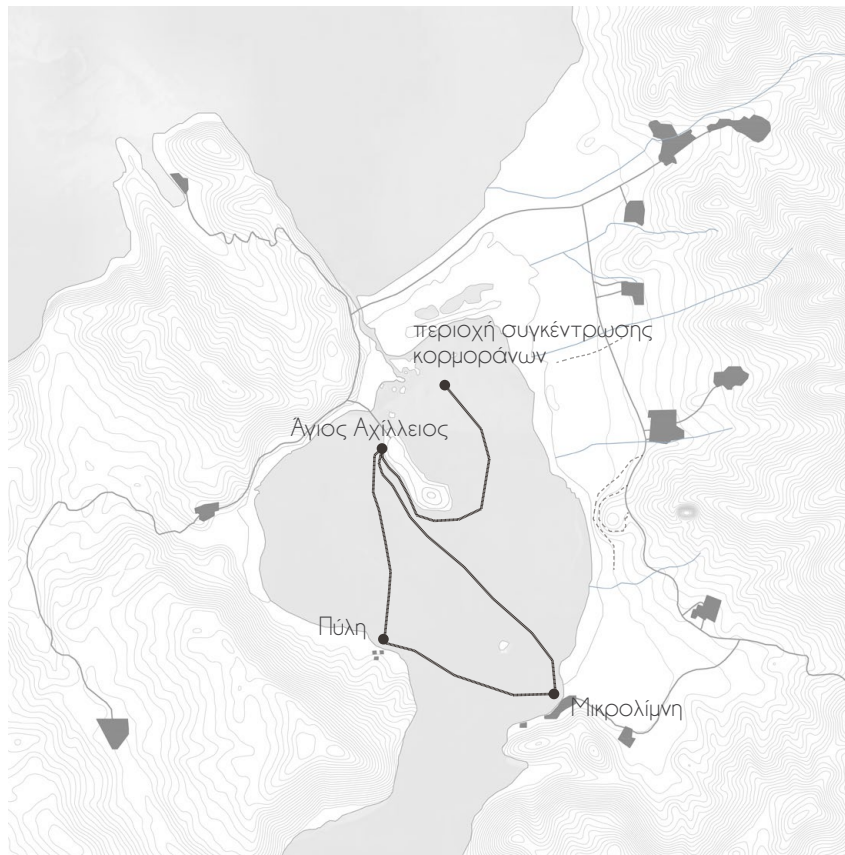 περιοχή συγκέντρωσης
κορμοράνων
Άγιος Αχίλλειος
Πύλη
Μικρολίμνη